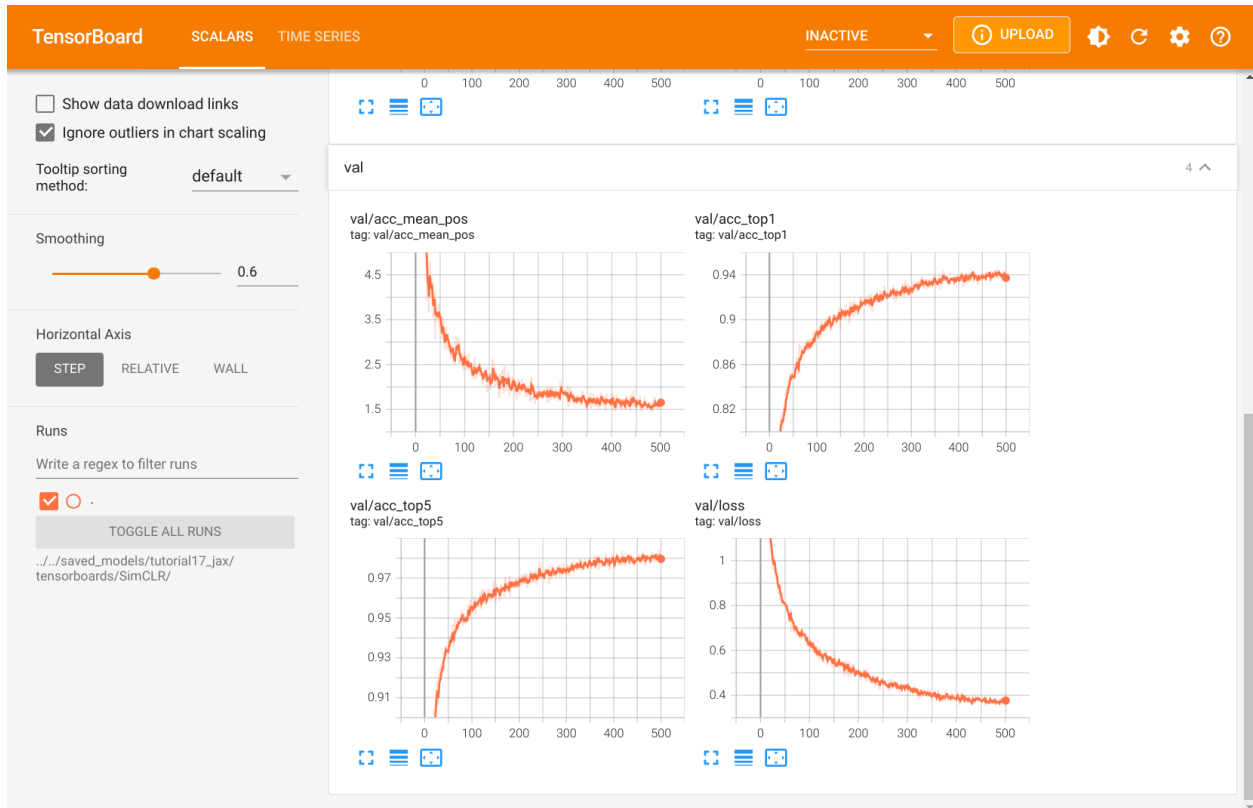 TensorBoard SCALARS TIME SERIES INACTIVE UPLOAD
Show data download links
Ignore outliers in chart scaling
Tooltip sorting
method:
default
Smoothing
0.6
Horizontal Axis
STEP RELATIVE WALL
Runs
Write a regex to filter runs
.
TOGGLE ALL RUNS
../../saved_models/tutorial17_jax/
tensorboards/SimCLR/
0 100 200 300 400 500
0 100 200 300 400 500
val 4
val/acc_mean_pos
tag: val/acc_mean_pos
4.5
3.5
2.5
1.5
0 100 200 300 400 500
val/acc_top1
tag: val/acc_top1
0.94
0.9
0.86
0.82
0 100 200 300 400 500
val/acc_top5
tag: val/acc_top5
0.97
0.95
0.93
0.91
0 100 200 300 400 500
val/loss
tag: val/loss
1
0.8
0.6
0.4
0 100 200 300 400 500